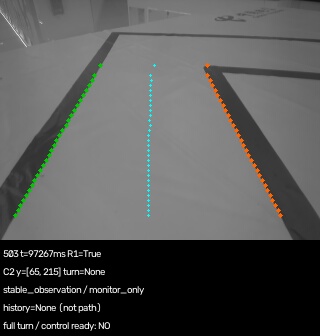 503 t=97267ms R1=True
C2 y=[65, 215] turn=None
stable_observation / monitor_only
history=None (not path)
full turn / control ready: NO